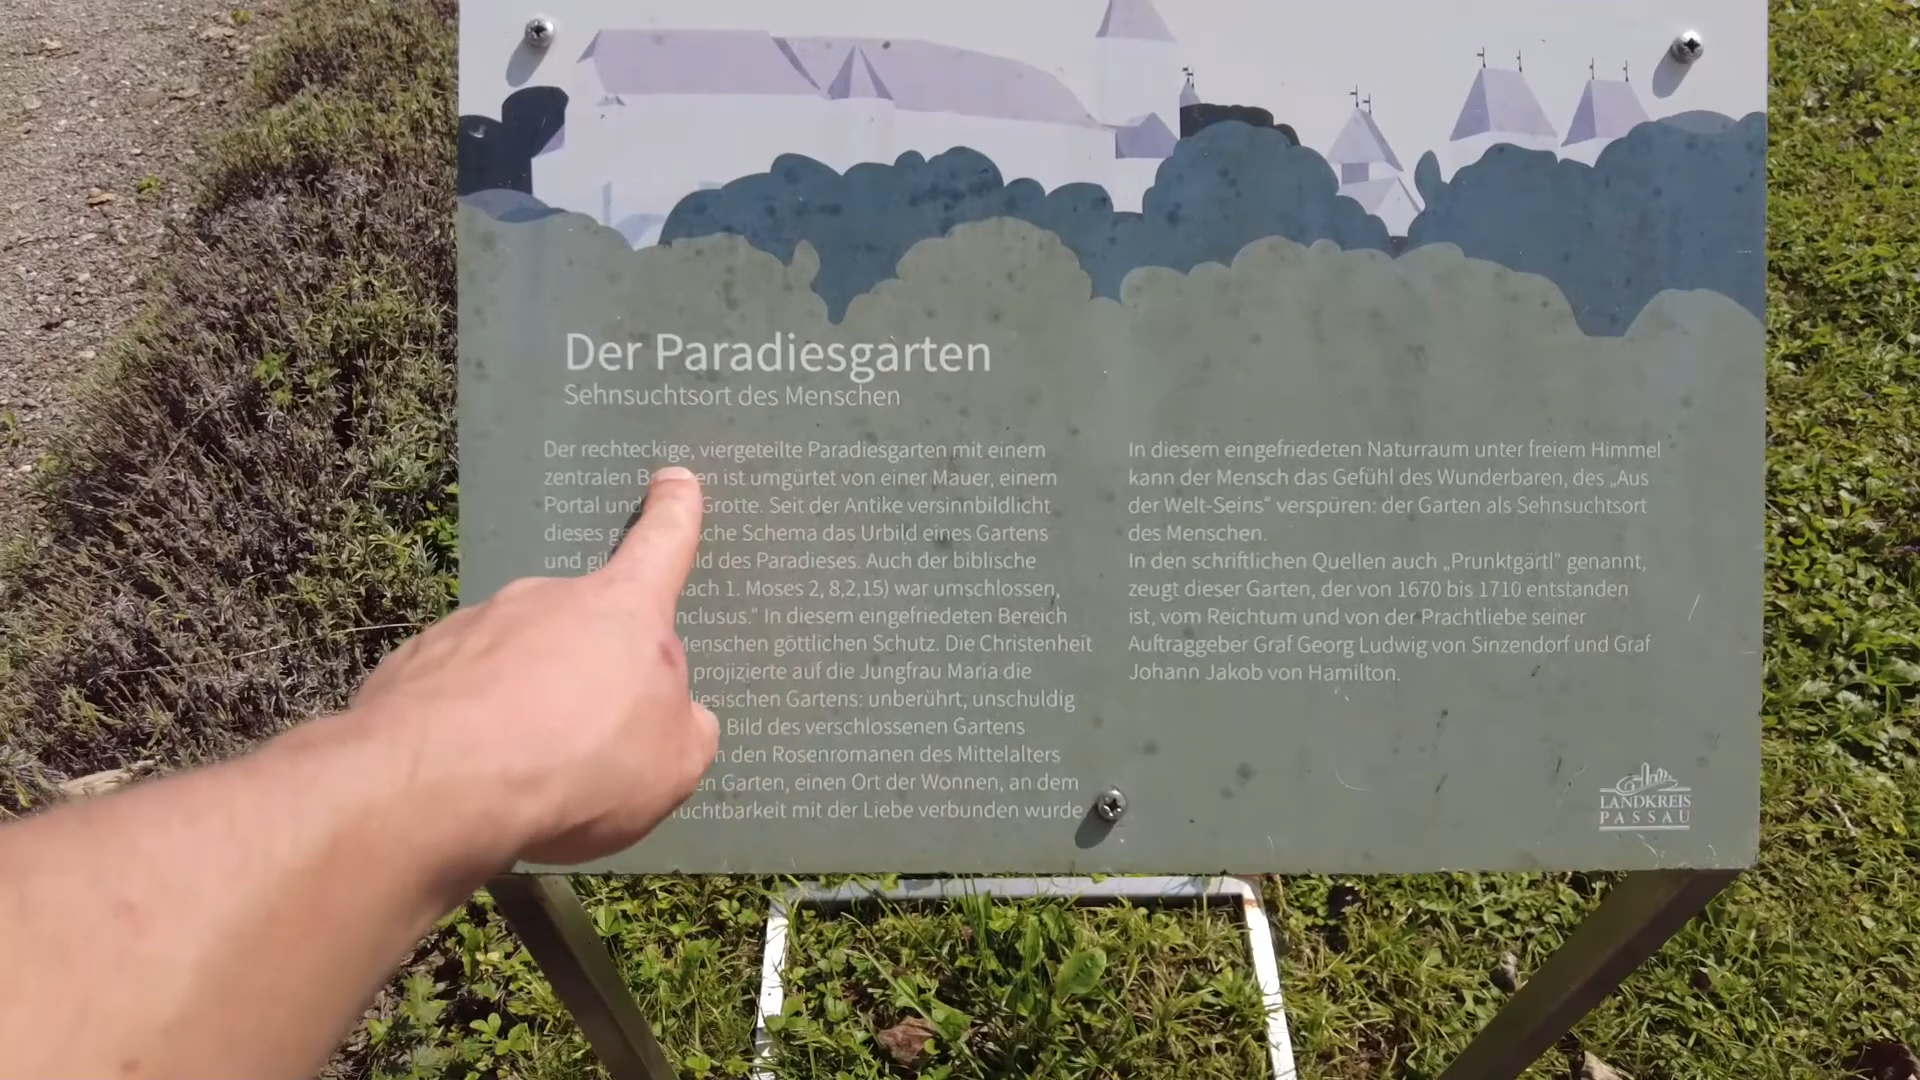 Der Paradiesgarten
Sehnsuchtsort des Menschen
Der rechteckige, viergeteilte Paradiesgarten mit einem
zentralen ist umgürtet von einer Mauer, einem
Portal und Grotte. Seit der Antike versinnbildlicht
dieses das Urbild eines Gartens
und des Paradieses. Auch der biblische
1. Moses 2, 8,2,15) war umschlossen,
In diesem eingefriedeten Bereich
Menschen göttlichen Schutz. Die Christenheit
projizierte auf die Jungfrau Maria die
Gartens: unberührt, unschuldig
Bild des verschlossenen Gartens
den Rosenromanen des Mittelalters
Garten, einen Ort der Wonnen, an dem
mit der Liebe verbunden wurde
In diesem eingefriedeten Naturraum unter freiem Himmel
kann der Mensch das Gefühl des Wunderbaren, des „Aus
der Welt-Seins“ verspüren: der Garten als Sehnsuchtsort
des Menschen.
In den schriftlichen Quellen auch „Prunktgärtl“ genannt,
zeugt dieser Garten, der von 1670 bis 1710 entstanden
ist, vom Reichtum und von der Prachtliebe seiner
Auftraggeber Graf Georg Ludwig von Sinzendorf und Graf
Johann Jakob von Hamilton.
LANDKREIS
PASSAU